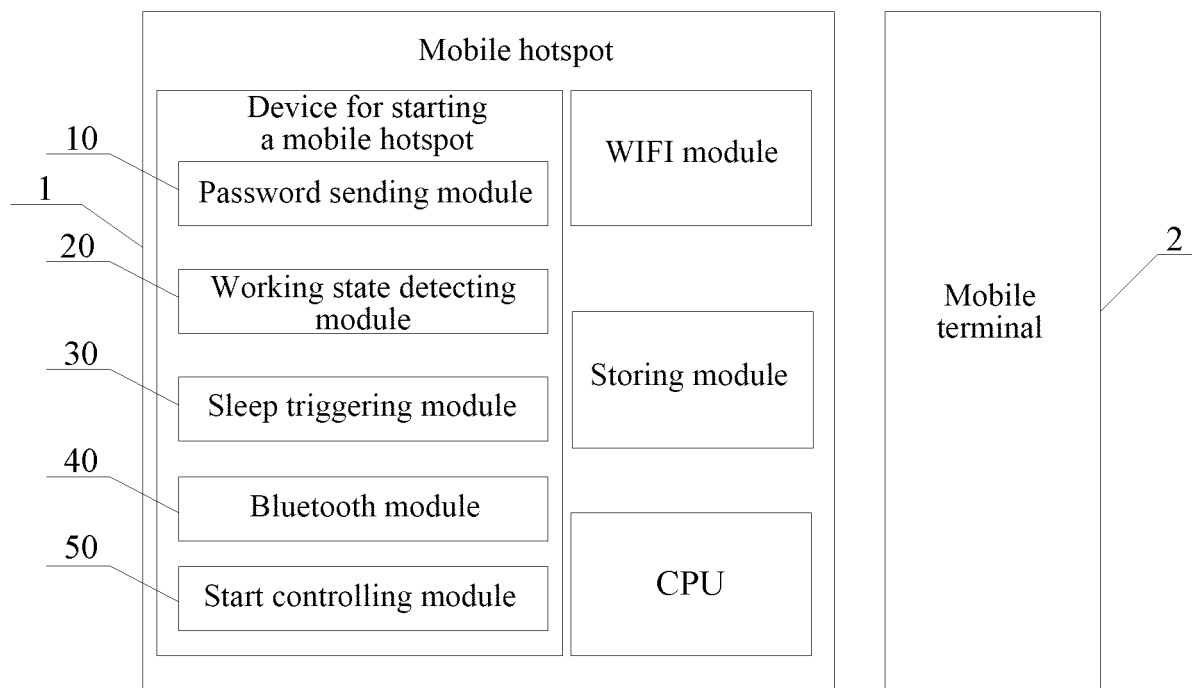 Mobile hotspot
Device for starting
a mobile hotspot
10
Password sending module
1
20
Working state detecting
module
30
Sleep triggering module
40
Bluetooth module
50
Start controlling module
WIFI module
Storing module
CPU
Mobile
terminal
2